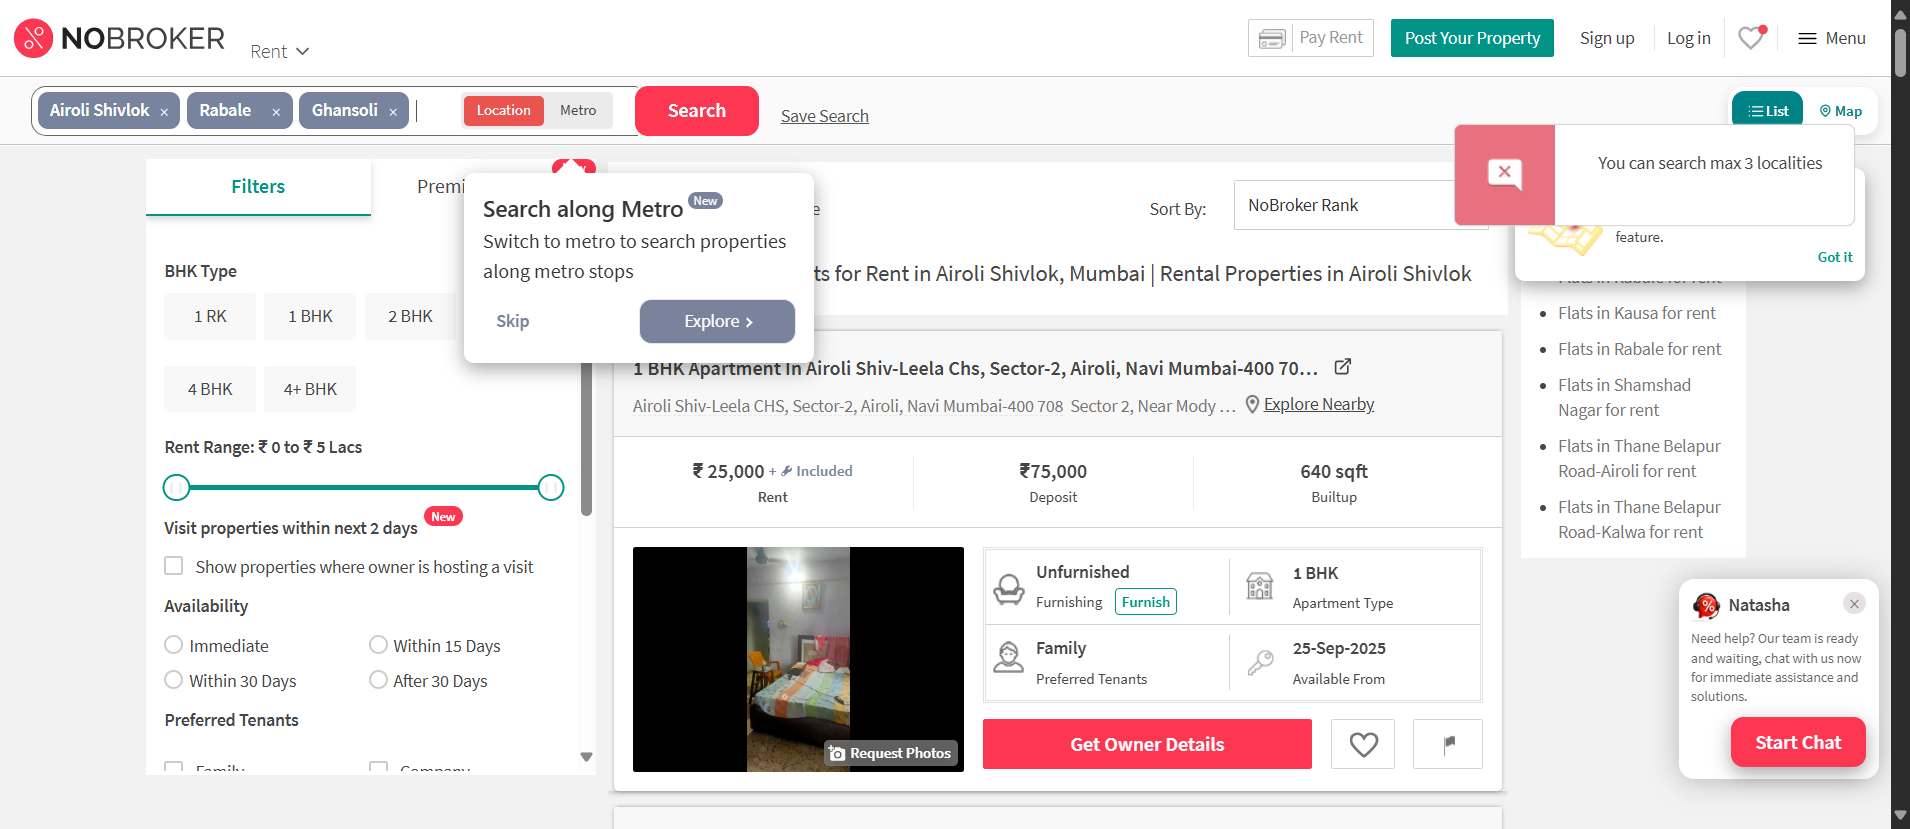 NOBROKER
Rent
Pay Rent
Post Your Property
Sign up
Log in
Menu
Airoli Shivlok ×
Rabale ×
Ghansoli ×
Location
Metro
Search
Save Search
List
Map
You can search max 3 localities
feature.
Got it
Filters
Premi
Search along Metro New
Switch to metro to search properties
along metro stops
Skip
Explore >
Sort By:
NoBroker Rank
ts for Rent in Airoli Shivlok, Mumbai | Rental Properties in Airoli Shivlok
BHK Type
1 RK
1 BHK
2 BHK
4 BHK
4+ BHK
Rent Range: ₹ 0 to ₹ 5 Lacs
Visit properties within next 2 days New
Show properties where owner is hosting a visit
Availability
Immediate
Within 15 Days
Within 30 Days
After 30 Days
Preferred Tenants
Family
Company
1 BHK Apartment In Airoli Shiv-Leela Chs, Sector-2, Airoli, Navi Mumbai-400 70...
Airoli Shiv-Leela CHS, Sector-2, Airoli, Navi Mumbai-400 708 Sector 2, Near Mody ...
Explore Nearby
₹ 25,000 + Included
Rent
₹75,000
Deposit
640 sqft
Builtup
Request Photos
Unfurnished
Furnishing
Furnish
1 BHK
Apartment Type
Family
Preferred Tenants
25-Sep-2025
Available From
Get Owner Details
Flats in Rabale for rent
Flats in Kausa for rent
Flats in Rabale for rent
Flats in Shamshad
Nagar for rent
Flats in Thane Belapur
Road-Airoli for rent
Flats in Thane Belapur
Road-Kalwa for rent
Natasha
Need help? Our team is ready
and waiting, chat with us now
for immediate assistance and
solutions.
Start Chat